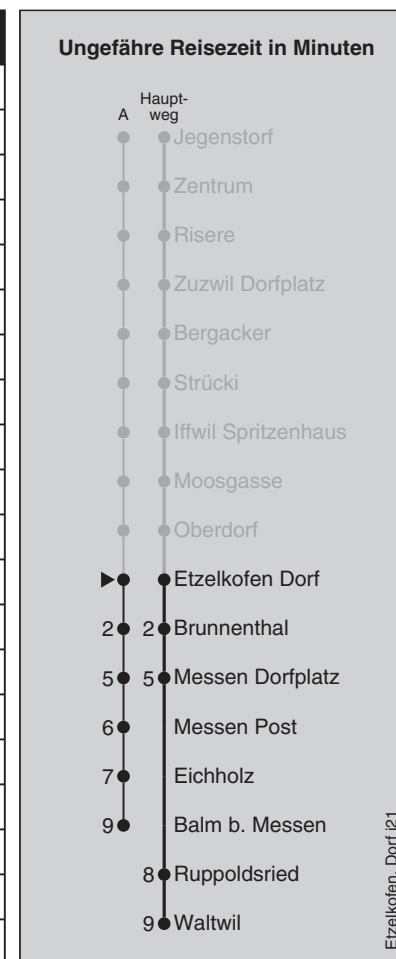 Ungefähre Reisezeit in Minuten
A
Haupt-
weg
Jegenstorf
Zentrum
Risere
Zuzwil Dorfplatz
Bergacker
Strücki
Iffwil Spritzenhaus
Moosgasse
Oberdorf
Etzelkofen Dorf
2 2 Brunnenthal
5 5 Messen Dorfplatz
6 Messen Post
7 Eichholz
9 Balm b. Messen
8 Ruppoldsried
9 Waltwil
Etzelkofen, Dorf j21